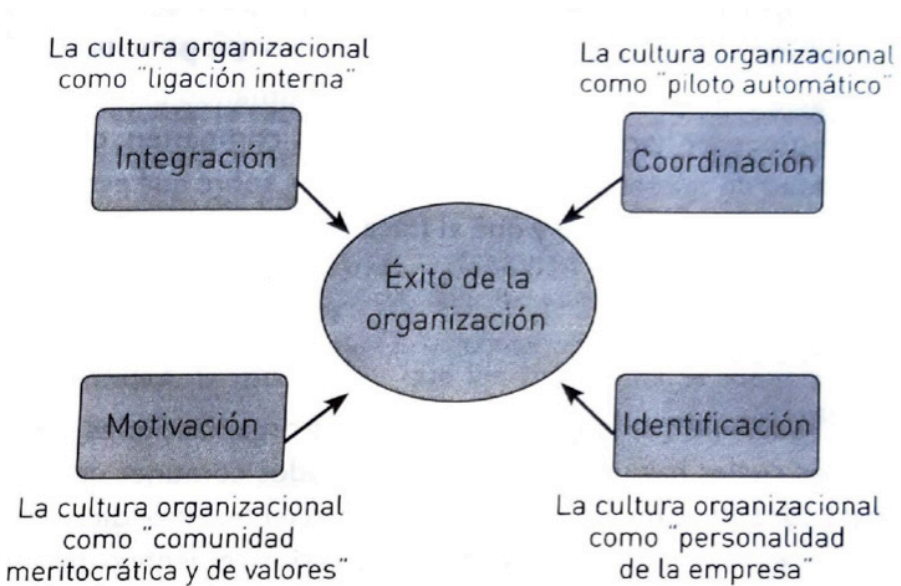 La cultura organizacional
como "ligación interna"
Integración
La cultura organizacional
como "piloto automático"
Coordinación
Éxito de la
organización
Motivación
La cultura organizacional
como "comunidad
meritocrática y de valores"
Identificación
La cultura organizacional
como "personalidad
de la empresa"